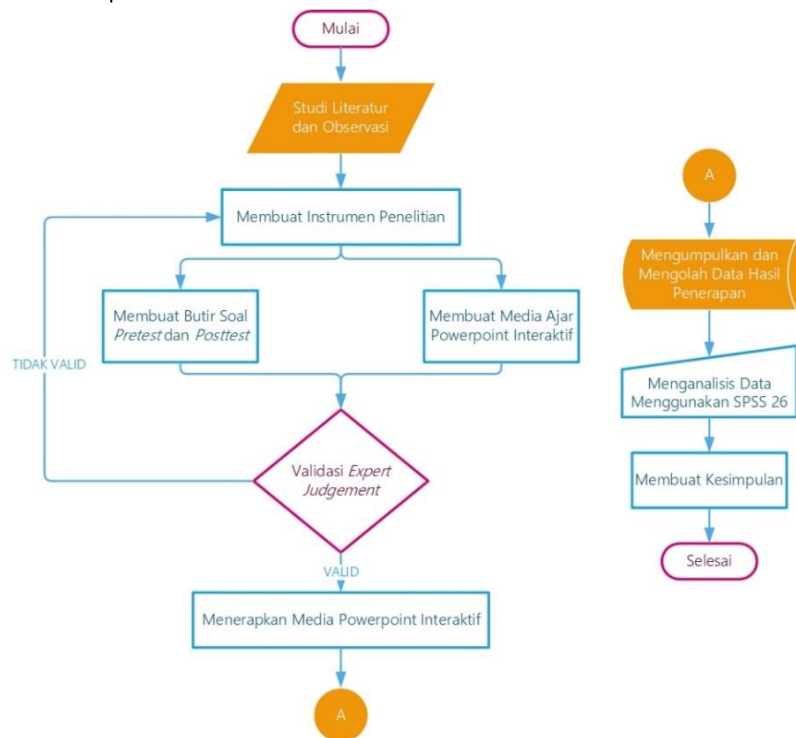 Mulai
Studi Literatur
dan Observasi
Membuat Instrumen Penelitian
Membuat Butir Soal
Pretest dan Posttest
Membuat Media Ajar
Powerpoint Interaktif
TIDAK VALID
Validasi Expert
Judgement
VALID
Menerapkan Media Powerpoint Interaktif
A
A
Mengumpulkan dan
Mengolah Data Hasil
Penerapan
Menganalisis Data
Menggunakan SPSS 26
Membuat Kesimpulan
Selesai